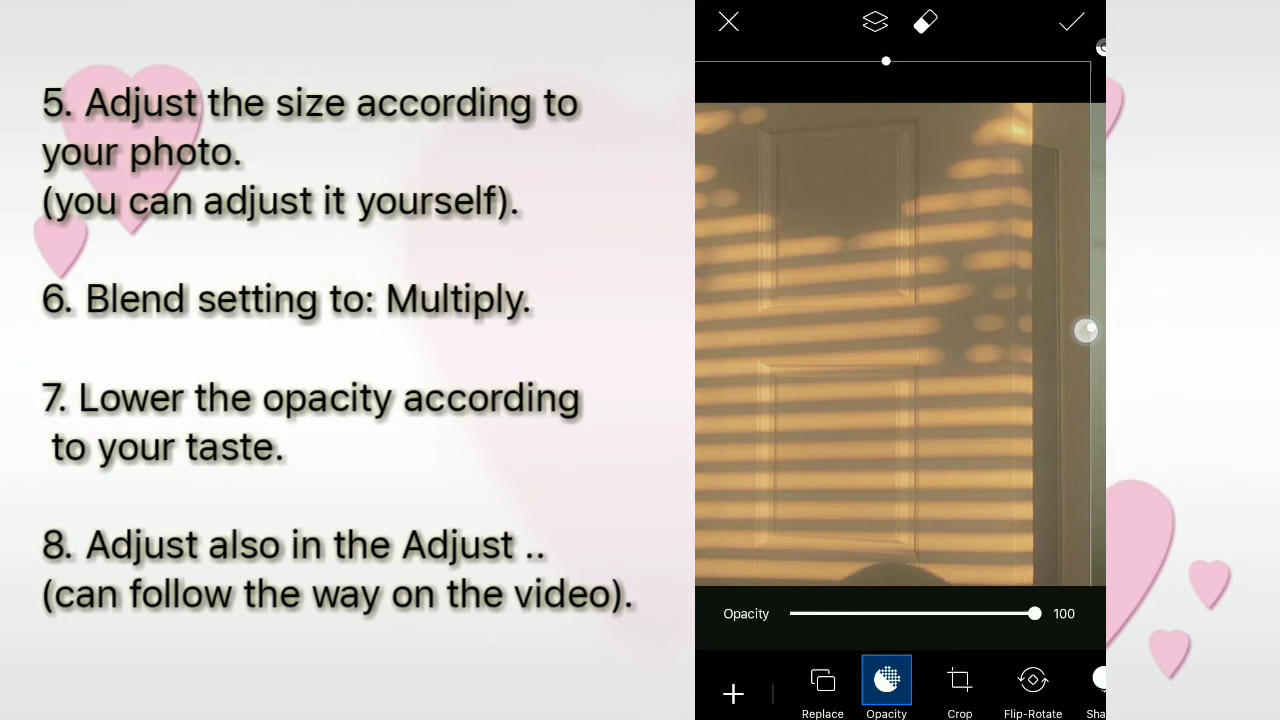 5. Adjust the size according to
your photo.
(you can adjust it yourself).
6. Blend setting to: Multiply.
7. Lower the opacity according
to your taste.
8. Adjust also in the Adjust ..
(can follow the way on the video).
Opacity 100
Replace Opacity Crop Flip-Rotate Sha